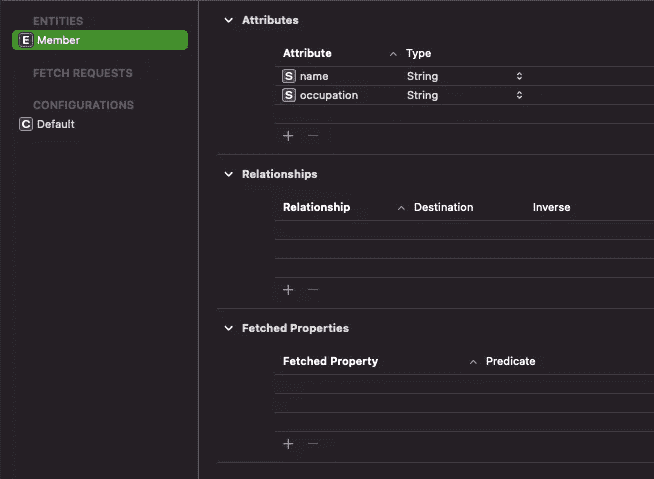 ENTITIES
E Member
FETCH REQUESTS
CONFIGURATIONS
C Default
Attributes
Attribute Type
S name String
S occupation String
Relationships
Relationship Destination Inverse
Fetched Properties
Fetched Property Predicate